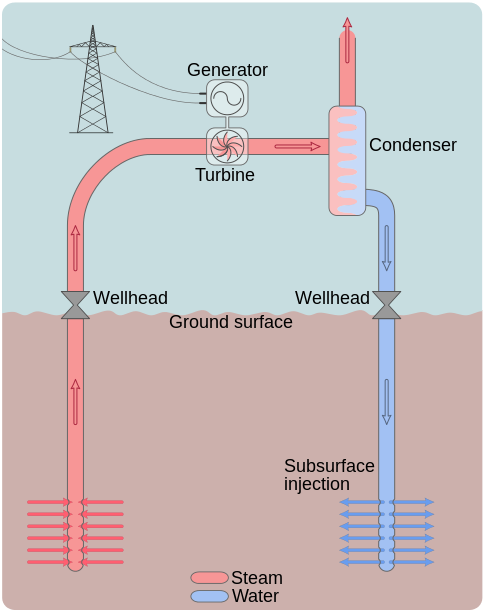 Generator
Condenser
Turbine
Wellhead
Wellhead
Ground surface
Subsurface
injection
Steam
Water